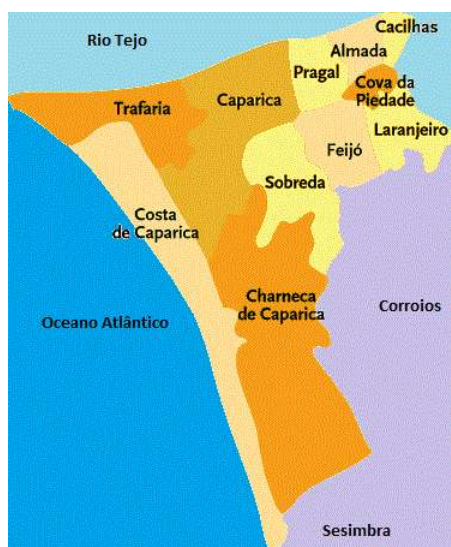 Cacilhas
Rio Tejo
Almada
Pragal
Cova da
Piedade
Trafaria
Caparica
Laranjeiro
Feijó
Sobreda
Costa
de Caparica
Charneca
de Caparica
Corroios
Oceano Atlântico
Sesimbra